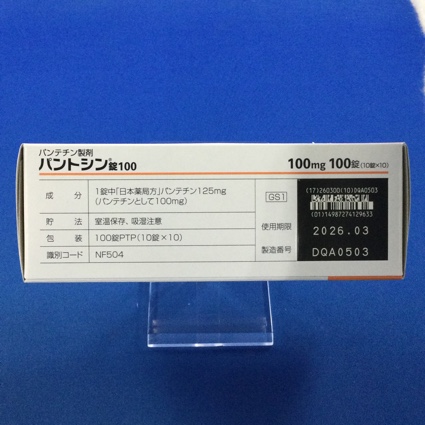 パンテチン製剤
パントシン®錠100
100mg 100錠(10錠×10)
成 分 1錠中「日本薬局方」パンテチン125mg
(パンテチンとして100mg)
貯 法 室温保存、吸湿注意
包 装 100錠PTP(10錠×10)
識別コード NF504
GS1
使用期限
製造番号
(17)260300(10)DQA0503
(01)14987274129633
2026.03
DQA0503